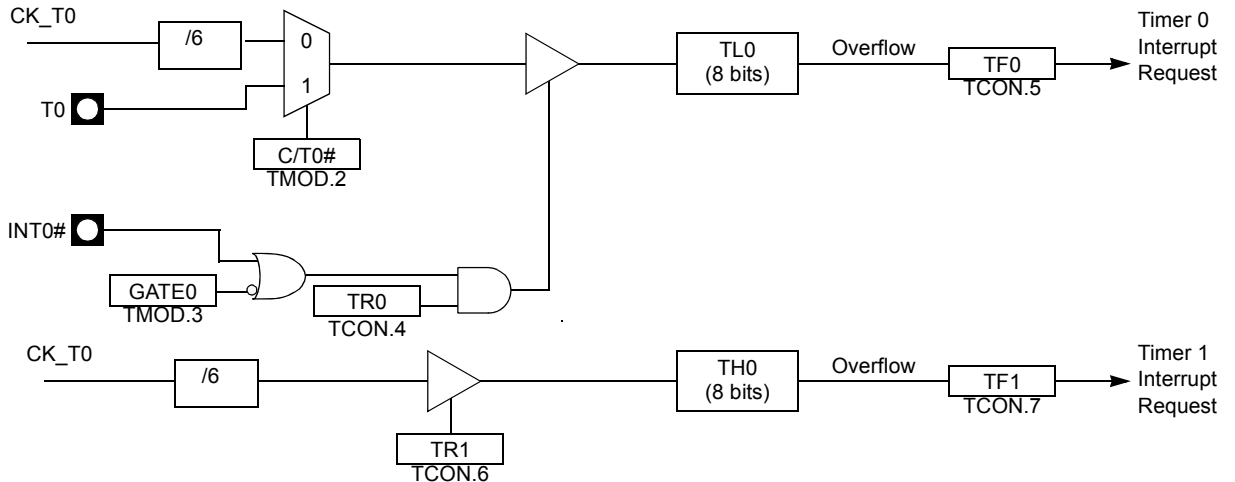 CK_T0
/6
0
1
T0
C/T0#
TMOD.2
TL0
(8 bits)
Overflow
TF0
TCON.5
Timer 0
Interrupt
Request
INT0#
GATE0
TMOD.3
TR0
TCON.4
CK_T0
/6
TR1
TCON.6
TH0
(8 bits)
Overflow
TF1
TCON.7
Timer 1
Interrupt
Request